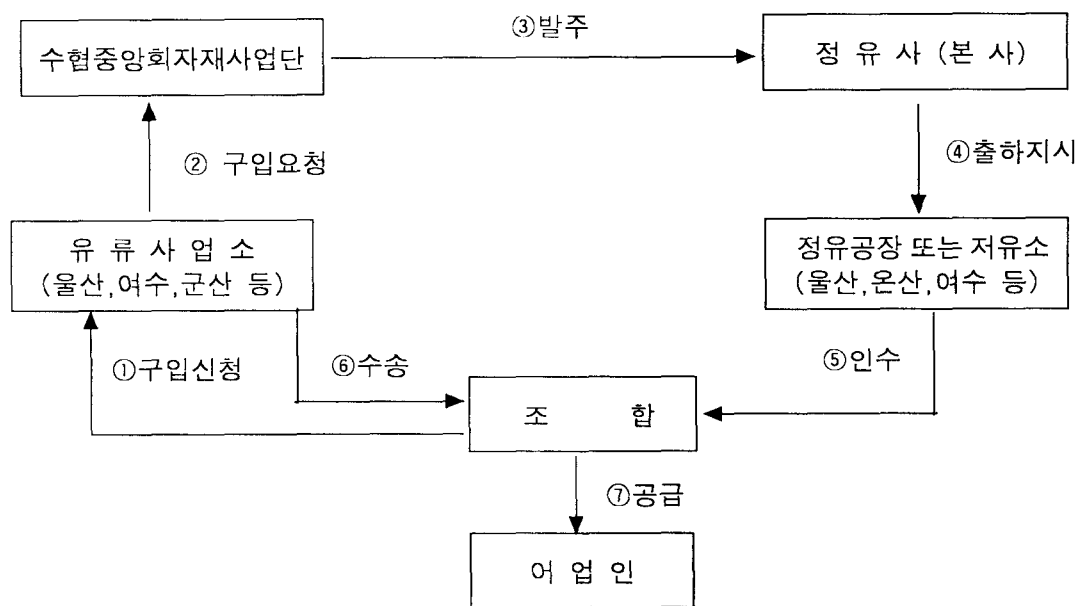 ③발주
수협중앙회자재사업단
정 유 사 (본 사)
② 구입요청
④출하지시
유 류 사 업 소
(울산,여수,군산 등)
정유공장 또는 저유소
(울산,온산,여수 등)
①구입신청
⑥수송
⑤인수
조 합
⑦공급
어 업 인